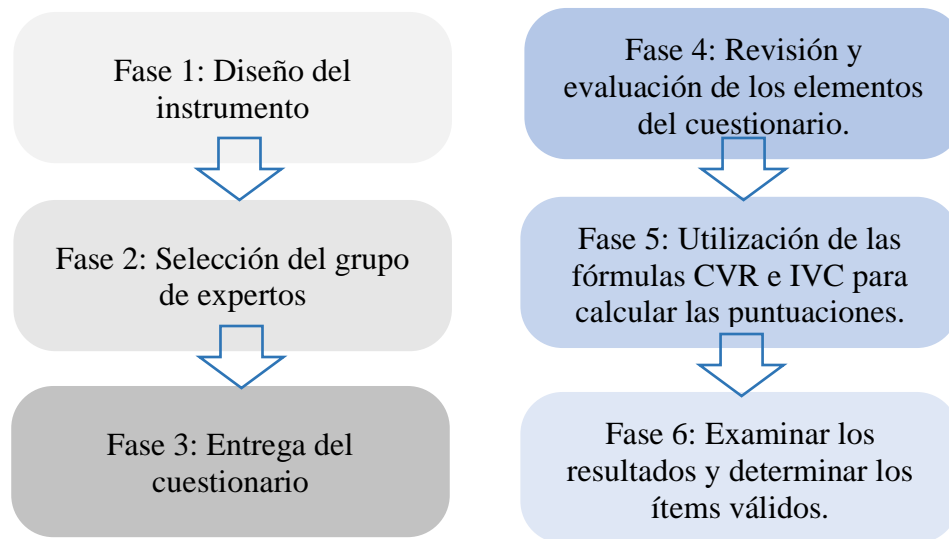 Fase 1: Diseño del
instrumento
Fase 2: Selección del grupo
de expertos
Fase 3: Entrega del
cuestionario
Fase 4: Revisión y
evaluación de los elementos
del cuestionario.
Fase 5: Utilización de las
fórmulas CVR e IVC para
calcular las puntuaciones.
Fase 6: Examinar los
resultados y determinar los
ítems válidos.